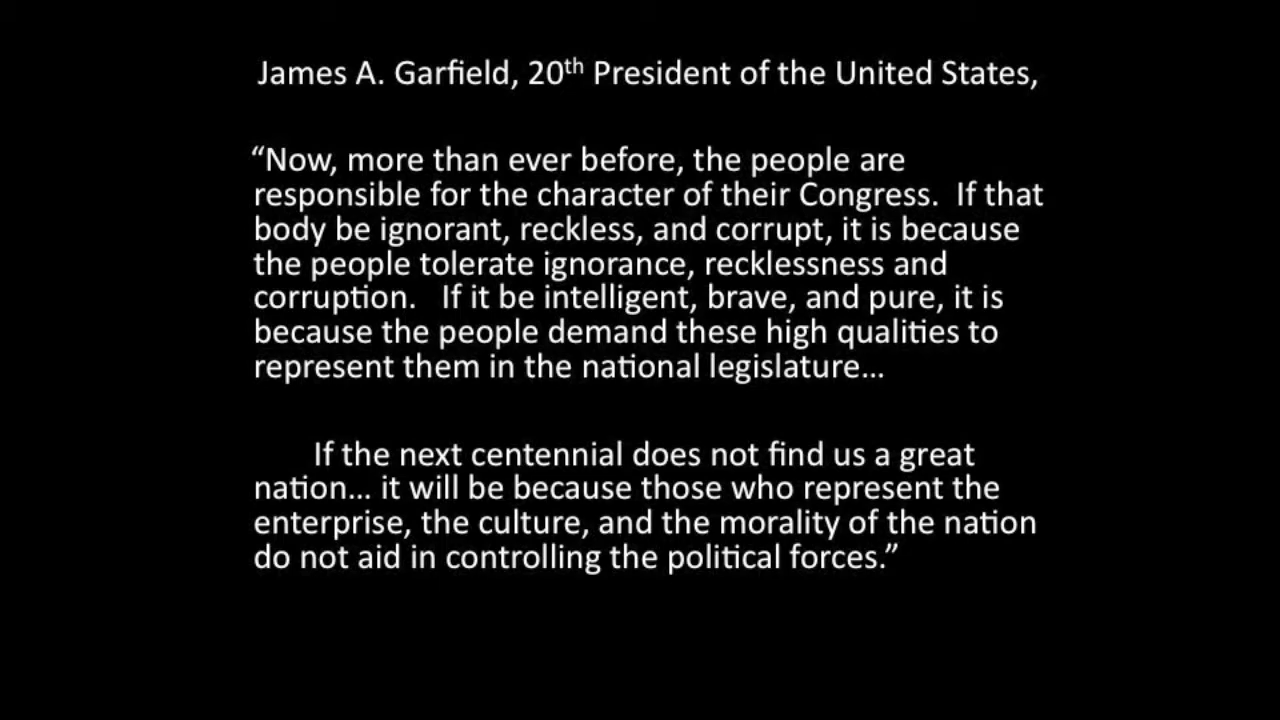 James A. Garfield, 20th President of the United States,
“Now, more than ever before, the people are
responsible for the character of their Congress.  If that
body be ignorant, reckless, and corrupt, it is because
the people tolerate ignorance, recklessness and
corruption.   If it be intelligent, brave, and pure, it is
because the people demand these high qualities to
represent them in the national legislature…
If the next centennial does not find us a great
nation… it will be because those who represent the
enterprise, the culture, and the morality of the nation
do not aid in controlling the political forces.”